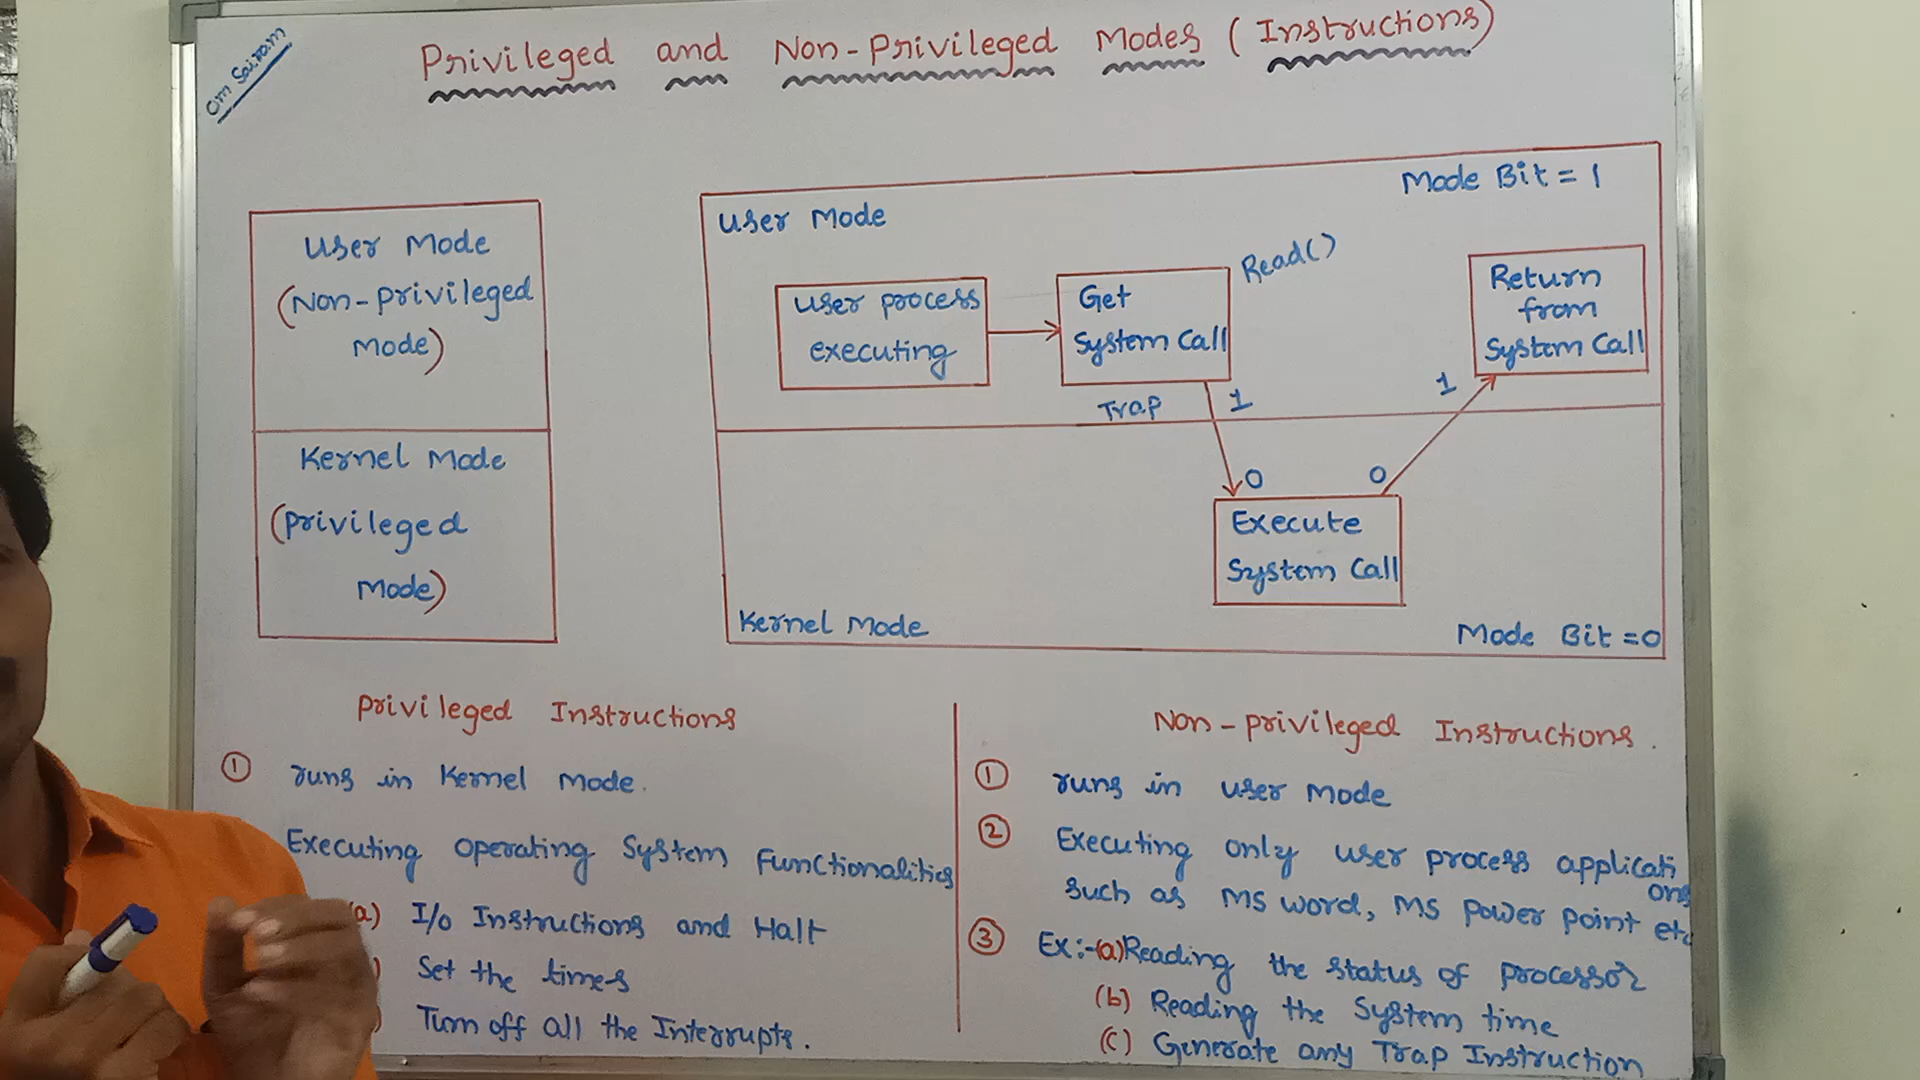 Om Sairam
Privileged and Non-Privileged Modes (Instructions)
User Mode
(Non-privileged
Mode)
Kernel Mode
(privileged
Mode)
User Mode
Mode Bit = 1
User process
executing
Get
System Call
Read()
Return
from
System Call
Trap
1
1
0
0
Execute
System Call
Kernel Mode
Mode Bit =0
Privileged Instructions
① runs in Kernel Mode.
Executing operating System Functionalities
(a) I/o Instructions and Halt
) Set the timer
) Turn off all the Interrupts.
Non-privileged Instructions.
① runs in user Mode
② Executing only user process applicati
ons
such as MS word, MS Power point etc
③ Ex:-(a)Reading the status of processor
(b) Reading the System time
(c) Generate any Trap Instruction